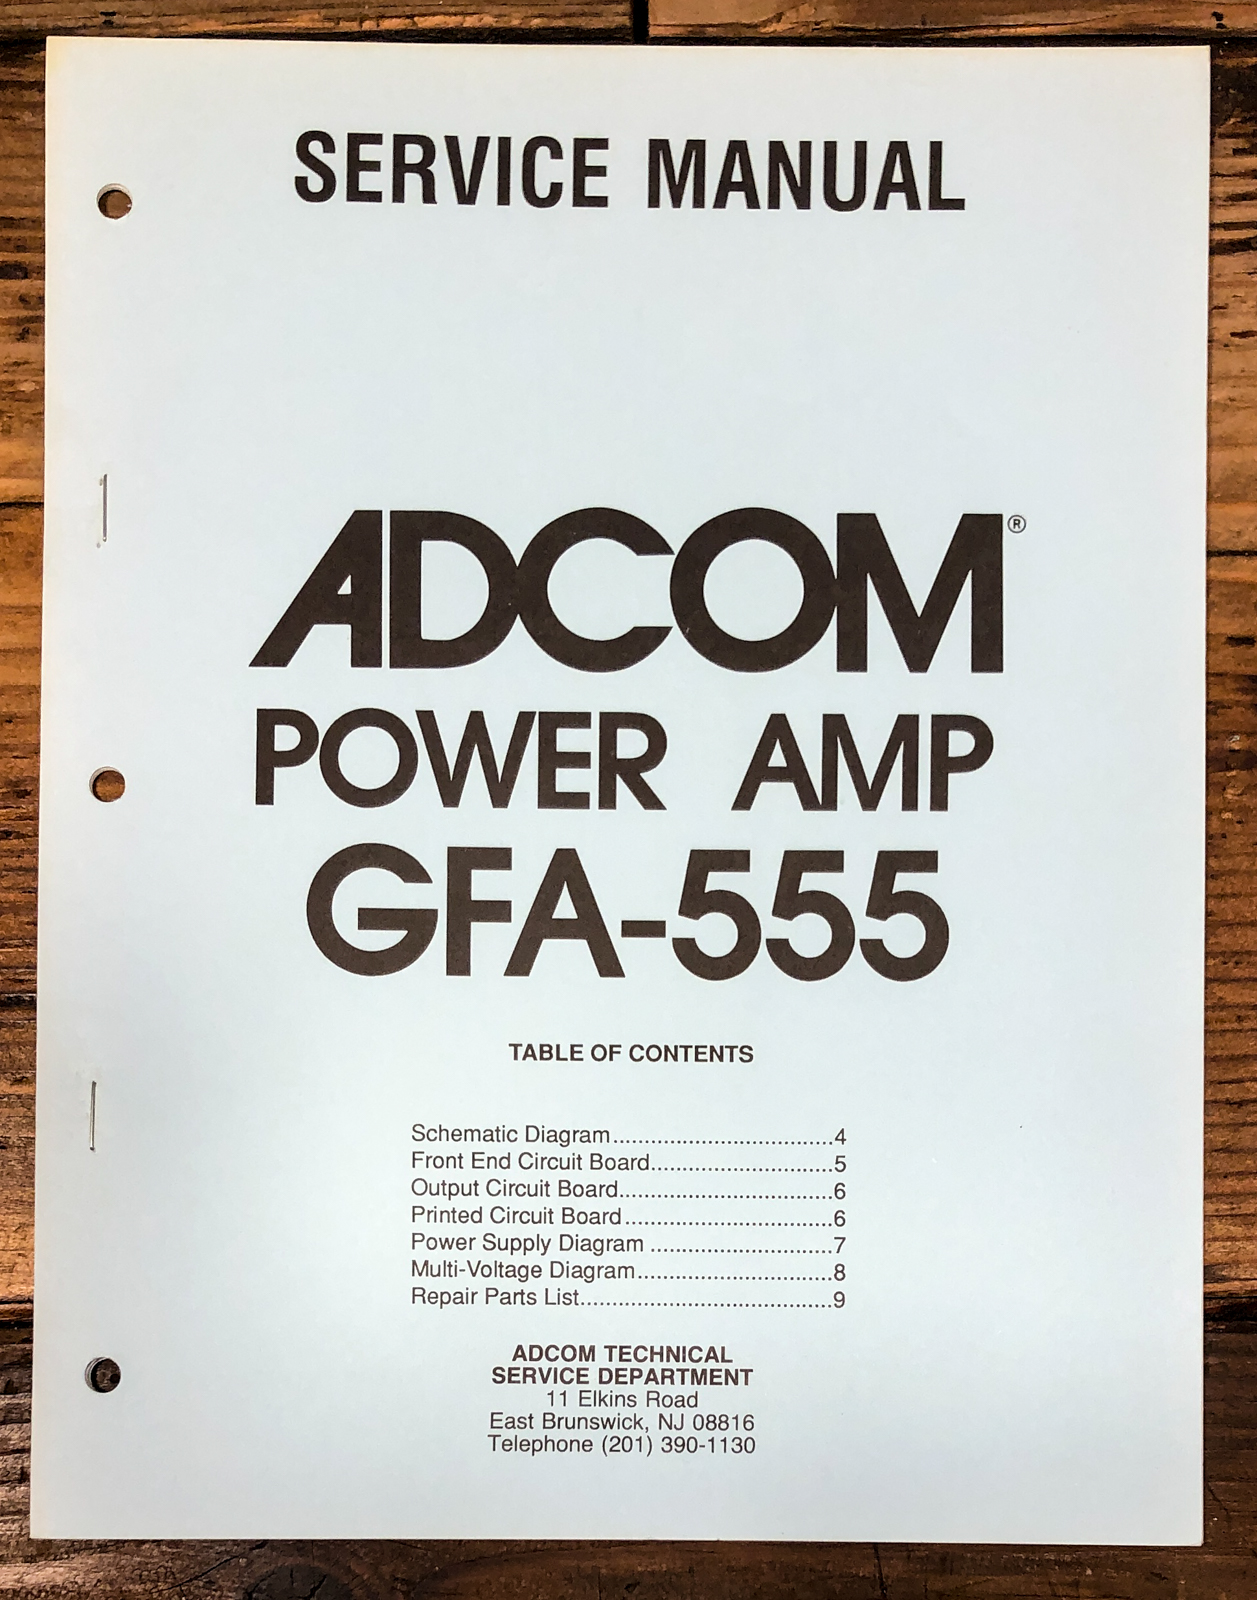 SERVICE MANUAL
ADCOM®
POWER AMP
GFA-555
TABLE OF CONTENTS
Schematic Diagram...................................4
Front End Circuit Board.............................5
Output Circuit Board..................................6
Printed Circuit Board.................................6
Power Supply Diagram .............................7
Multi-Voltage Diagram...............................8
Repair Parts List........................................9
ADCOM TECHNICAL
SERVICE DEPARTMENT
11 Elkins Road
East Brunswick, NJ 08816
Telephone (201) 390-1130